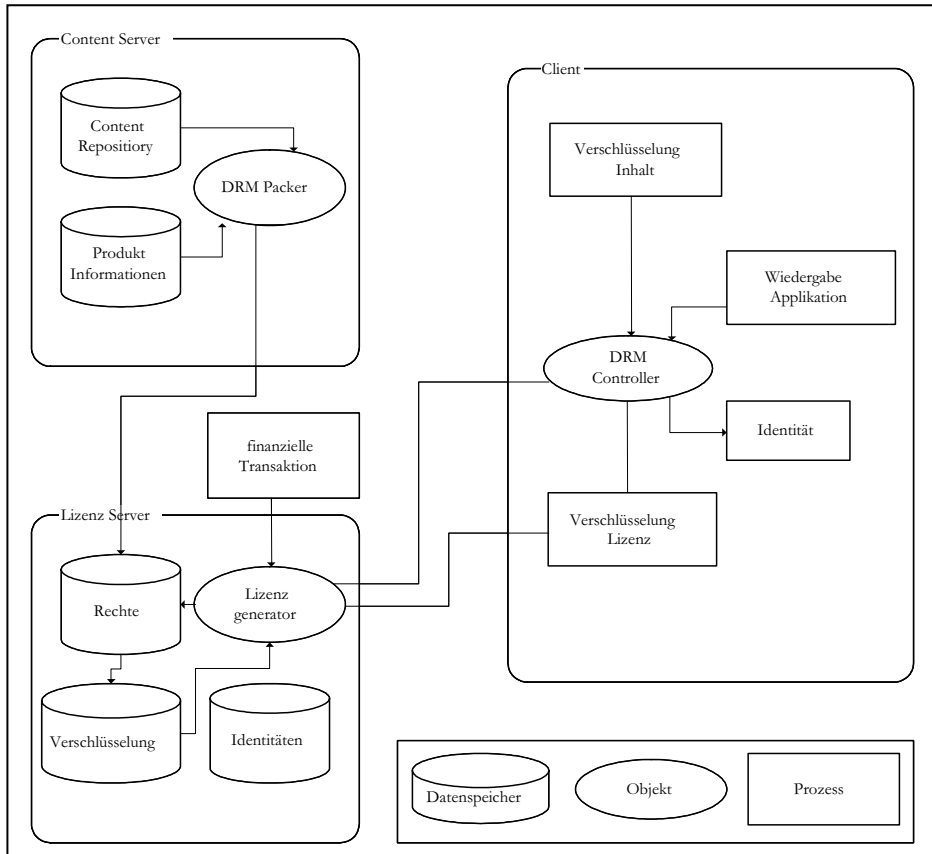 Content Server
Content
Repositiory
DRM Packer
Produkt
Informationen
Client
Verschlüsselung
Inhalt
Wiedergabe
Applikation
DRM
Controller
Identität
Verschlüsselung
Lizenz
finanzielle
Transaktion
Lizenz Server
Rechte
Lizenz
generator
Verschlüsselung
Identitäten
Datenspeicher
Objekt
Prozess